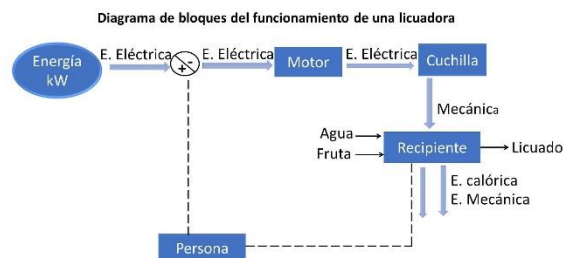 Diagrama de bloques del funcionamiento de una licuadora
Energía
kW
E. Eléctrica
+-
E. Eléctrica
Motor
E. Eléctrica
Cuchilla
Mecánica
Agua
Fruta
Recipiente
Licuado
E. calórica
E. Mecánica
Persona